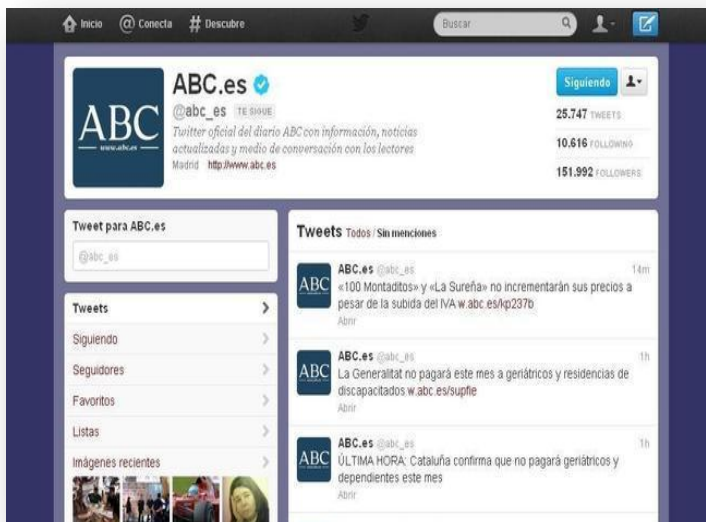 Inicio @ Conecta # Descubre
Buscar
ABC
www.abc.es
ABC.es
@abc_es TE SIGUE
Twitter oficial del diario ABC con información, noticias
actualizadas y medio de conversación con los lectores
Madrid http://www.abc.es
Siguiendo
25.747 TWEETS
10.616 FOLLOWING
151.992 FOLLOWERS
Tweet para ABC.es
@abc_es
Tweets
Siguiendo
Seguidores
Favoritos
Listas
Imágenes recientes
Tweets Todos / Sin menciones
ABC
ABC.es @abc_es 14m
«100 Montaditos» y «La Sureña» no incrementarán sus precios a
pesar de la subida del IVA w.abc.es/kp237b
Abrir
ABC
ABC.es @abc_es 1h
La Generalitat no pagará este mes a geriátricos y residencias de
discapacitados w.abc.es/supfie
Abrir
ABC
ABC.es @abc_es 1h
ÚLTIMA HORA: Cataluña confirma que no pagará geriátricos y
dependientes este mes
Abrir